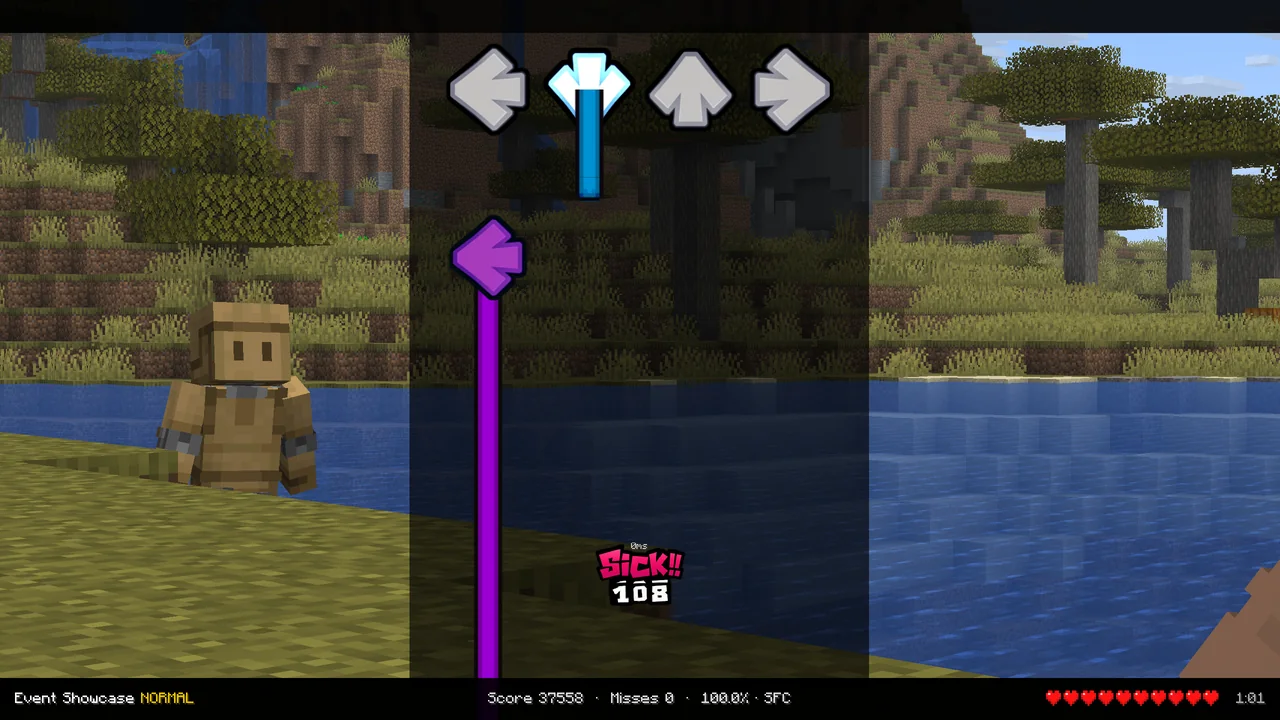 0ms
SiCK!!
108
Event Showcase NORMAL
Score 37558 · Misses 0 · 100.0% · SFC
1:01